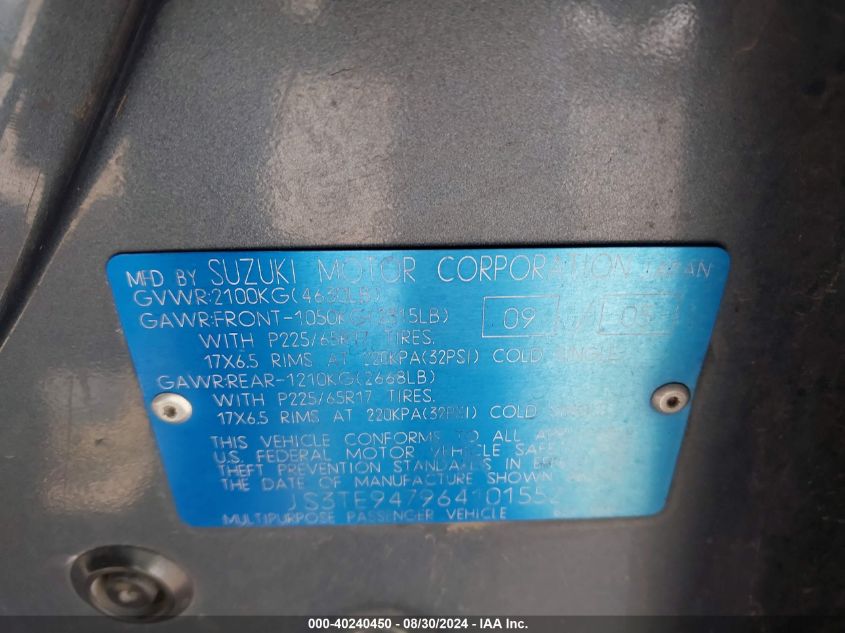 MFD BY SUZUKI MOTOR CORPORATION JAPAN
GVWR:2100KG(4630LB)
GAWR:FRONT-1050KG(2315LB) 09 / 05
WITH P225/65R17 TIRES.
17X6.5 RIMS AT 220KPA(32PSI) COLD SINGLE
GAWR:REAR-1210KG(2668LB)
WITH P225/65R17 TIRES.
17X6.5 RIMS AT 220KPA(32PSI) COLD
THIS VEHICLE CONFORMS TO ALL
U.S. FEDERAL MOTOR VEHICLE
THEFT PREVENTION STANDARDS IN
THE DATE OF MANUFACTURE SHOWN
JS3TE947964101552
MULTIPURPOSE PASSENGER VEHICLE
000-40240450 - 08/30/2024 - IAA Inc.